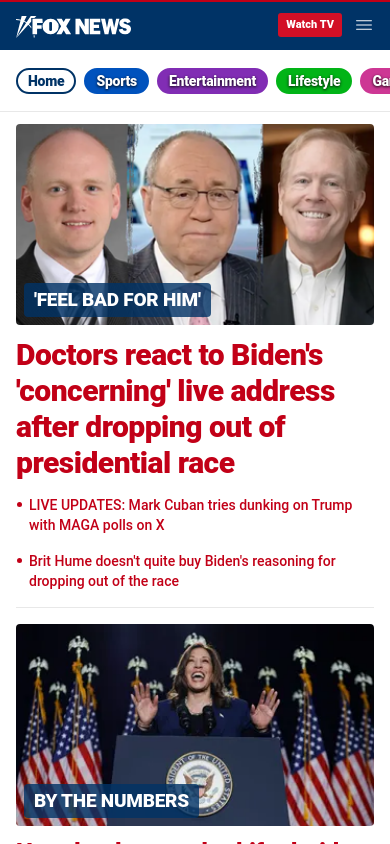 FOX NEWS
Watch TV
Home
Sports
Entertainment
Lifestyle
'FEEL BAD FOR HIM'
Doctors react to Biden's
'concerning' live address
after dropping out of
presidential race
• LIVE UPDATES: Mark Cuban tries dunking on Trump
with MAGA polls on X
• Brit Hume doesn't quite buy Biden's reasoning for
dropping out of the race
BY THE NUMBERS